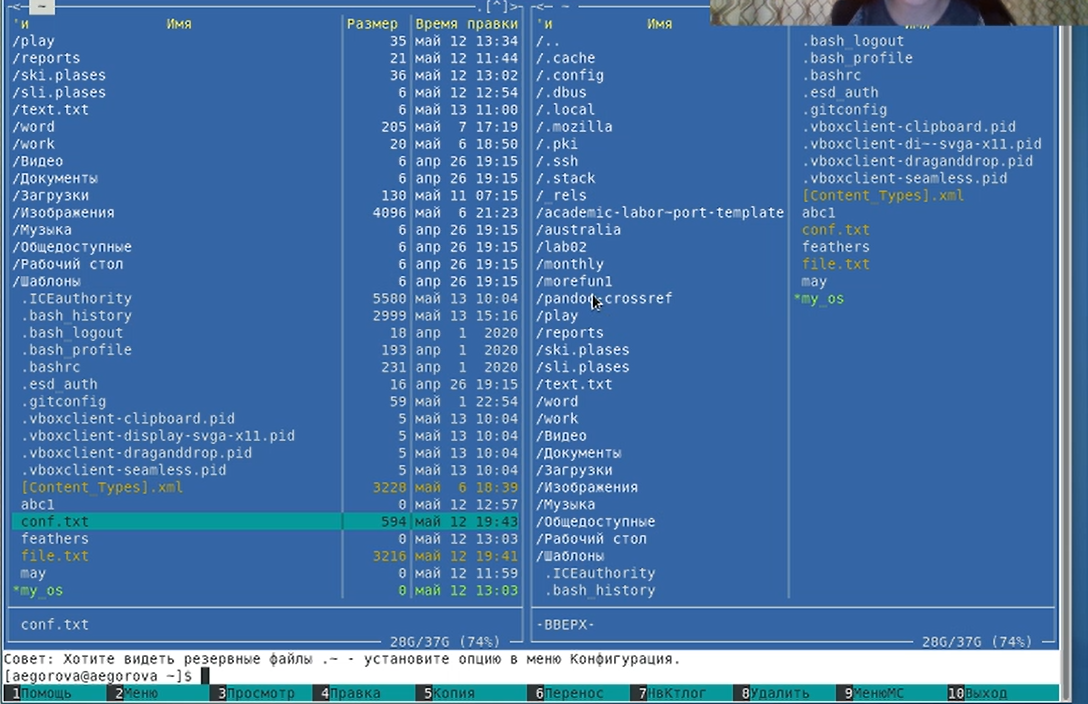 <- ~ .[^]>
'и Имя Размер Время правки
/play 35 май 12 13:34
/reports 21 май 12 11:44
/ski.plases 36 май 12 13:02
/sli.plases 6 май 12 12:54
/text.txt 6 май 13 11:00
/word 205 май 7 17:19
/work 20 май 6 18:50
/Видео 6 апр 26 19:15
/Документы 6 апр 26 19:15
/Загрузки 130 май 11 07:15
/Изображения 4096 май 6 21:23
/Музыка 6 апр 26 19:15
/Общедоступные 6 апр 26 19:15
/Рабочий стол 6 апр 26 19:15
/Шаблоны 6 апр 26 19:15
.ICEauthority 5580 май 13 10:04
.bash_history 2999 май 13 15:16
.bash_logout 18 апр 1 2020
.bash_profile 193 апр 1 2020
.bashrc 231 апр 1 2020
.esd_auth 16 апр 26 19:15
.gitconfig 59 май 1 22:54
.vboxclient-clipboard.pid 5 май 13 10:04
.vboxclient-display-svga-x11.pid 5 май 13 10:04
.vboxclient-draganddrop.pid 5 май 13 10:04
.vboxclient-seamless.pid 5 май 13 10:04
[Content_Types].xml 3228 май 6 18:39
abc1 0 май 12 12:57
conf.txt 594 май 12 19:43
feathers 0 май 12 13:03
file.txt 3216 май 12 19:41
may 0 май 12 11:59
*my_os 0 май 12 13:03
conf.txt
28G/37G (74%)
<- ~
'и Имя
/..
/.cache
/.config
/.dbus
/.local
/.mozilla
/.pki
/.ssh
/.stack
/_rels
/academic-labor~port-template
/australia
/lab02
/monthly
/morefun1
/pandoc-crossref
/play
/reports
/ski.plases
/sli.plases
/text.txt
/word
/work
/Видео
/Документы
/Загрузки
/Изображения
/Музыка
/Общедоступные
/Рабочий стол
/Шаблоны
.ICEauthority
.bash_history
.bash_logout
.bash_profile
.bashrc
.esd_auth
.gitconfig
.vboxclient-clipboard.pid
.vboxclient-di~-svga-x11.pid
.vboxclient-draganddrop.pid
.vboxclient-seamless.pid
[Content_Types].xml
abc1
conf.txt
feathers
file.txt
may
*my_os
-ВВЕРХ-
28G/37G (74%)
Совет: Хотите видеть резервные файлы .~ - установите опцию в меню Конфигурация.
[aegorova@aegorova ~]$
1Помощь 2Меню 3Просмотр 4Правка 5Копия 6Перенос 7НвКтлог 8Удалить 9МенюМС 10Выход